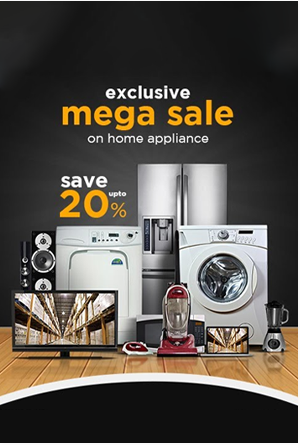 exclusive
mega sale
on home appliance
save
upto
20%